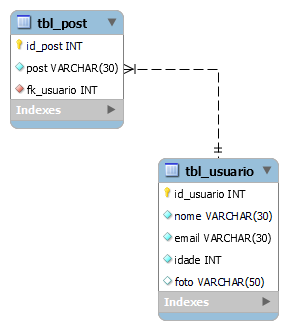 tbl_post
id_post INT
post VARCHAR(30)
fk_usuario INT
Indexes
tbl_usuario
id_usuario INT
nome VARCHAR(30)
email VARCHAR(30)
idade INT
foto VARCHAR(50)
Indexes